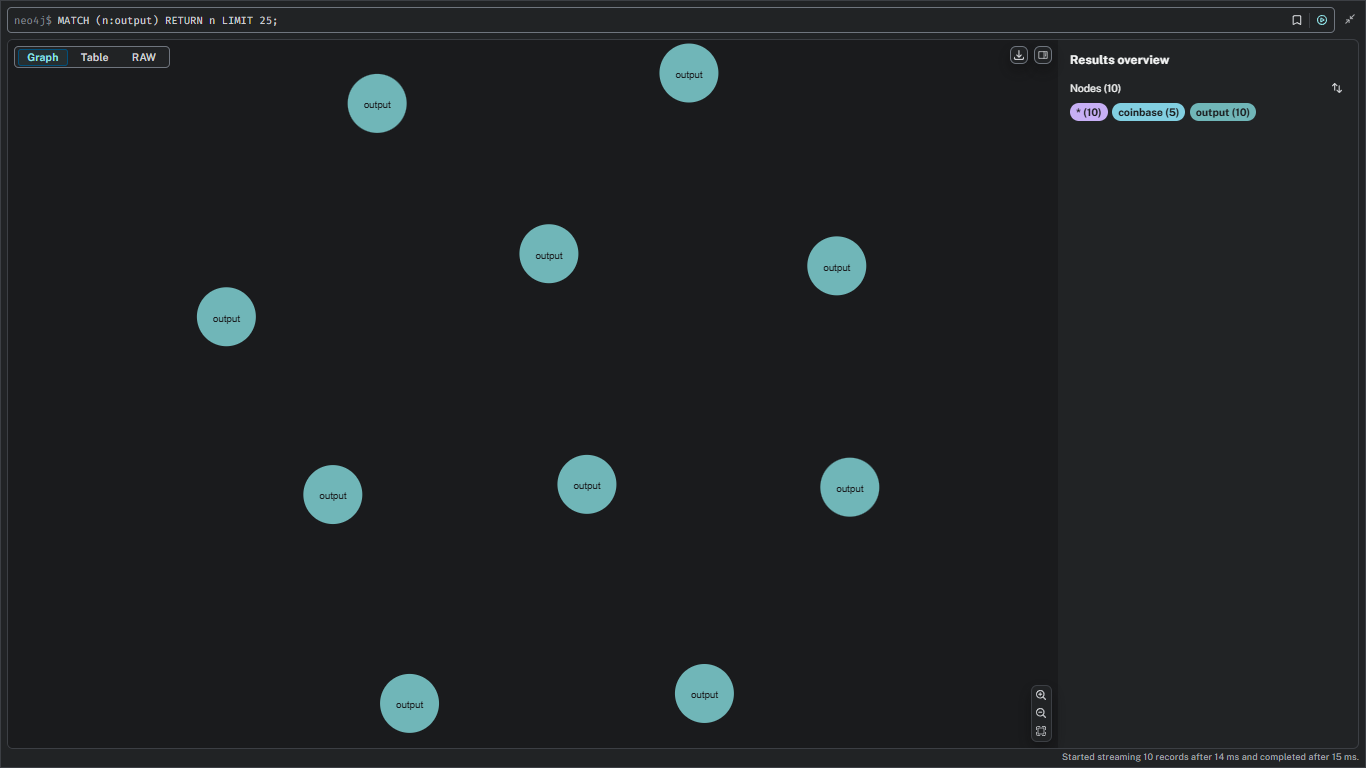 neo4j$ MATCH (n:output) RETURN n LIMIT 25;
Graph Table RAW
Results overview
Nodes (10)
* (10) coinbase (5) output (10)
output
output
output
output
output
output
output
output
output
output
Started streaming 10 records after 14 ms and completed after 15 ms.